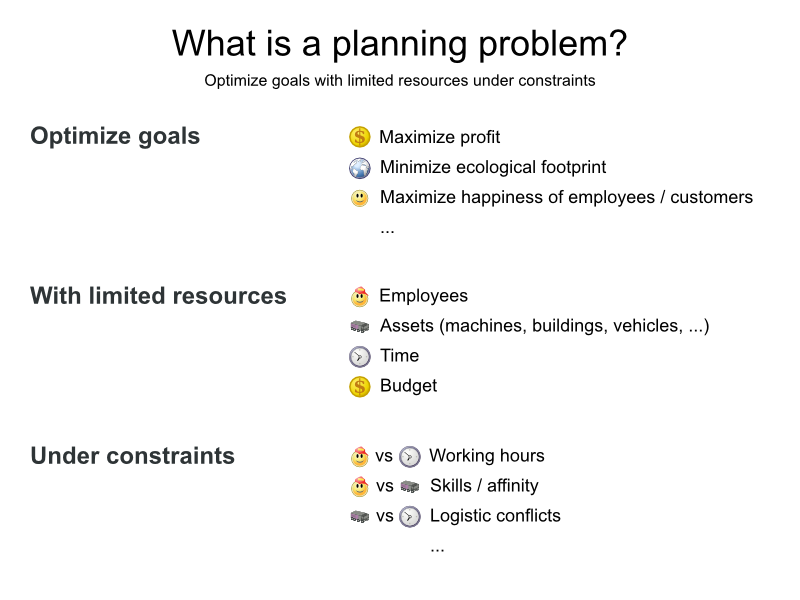 What is a planning problem?
Optimize goals with limited resources under constraints
Optimize goals
Maximize profit
Minimize ecological footprint
Maximize happiness of employees / customers
...
With limited resources
Employees
Assets (machines, buildings, vehicles, ...)
Time
Budget
Under constraints
vs Working hours
vs Skills / affinity
vs Logistic conflicts
...